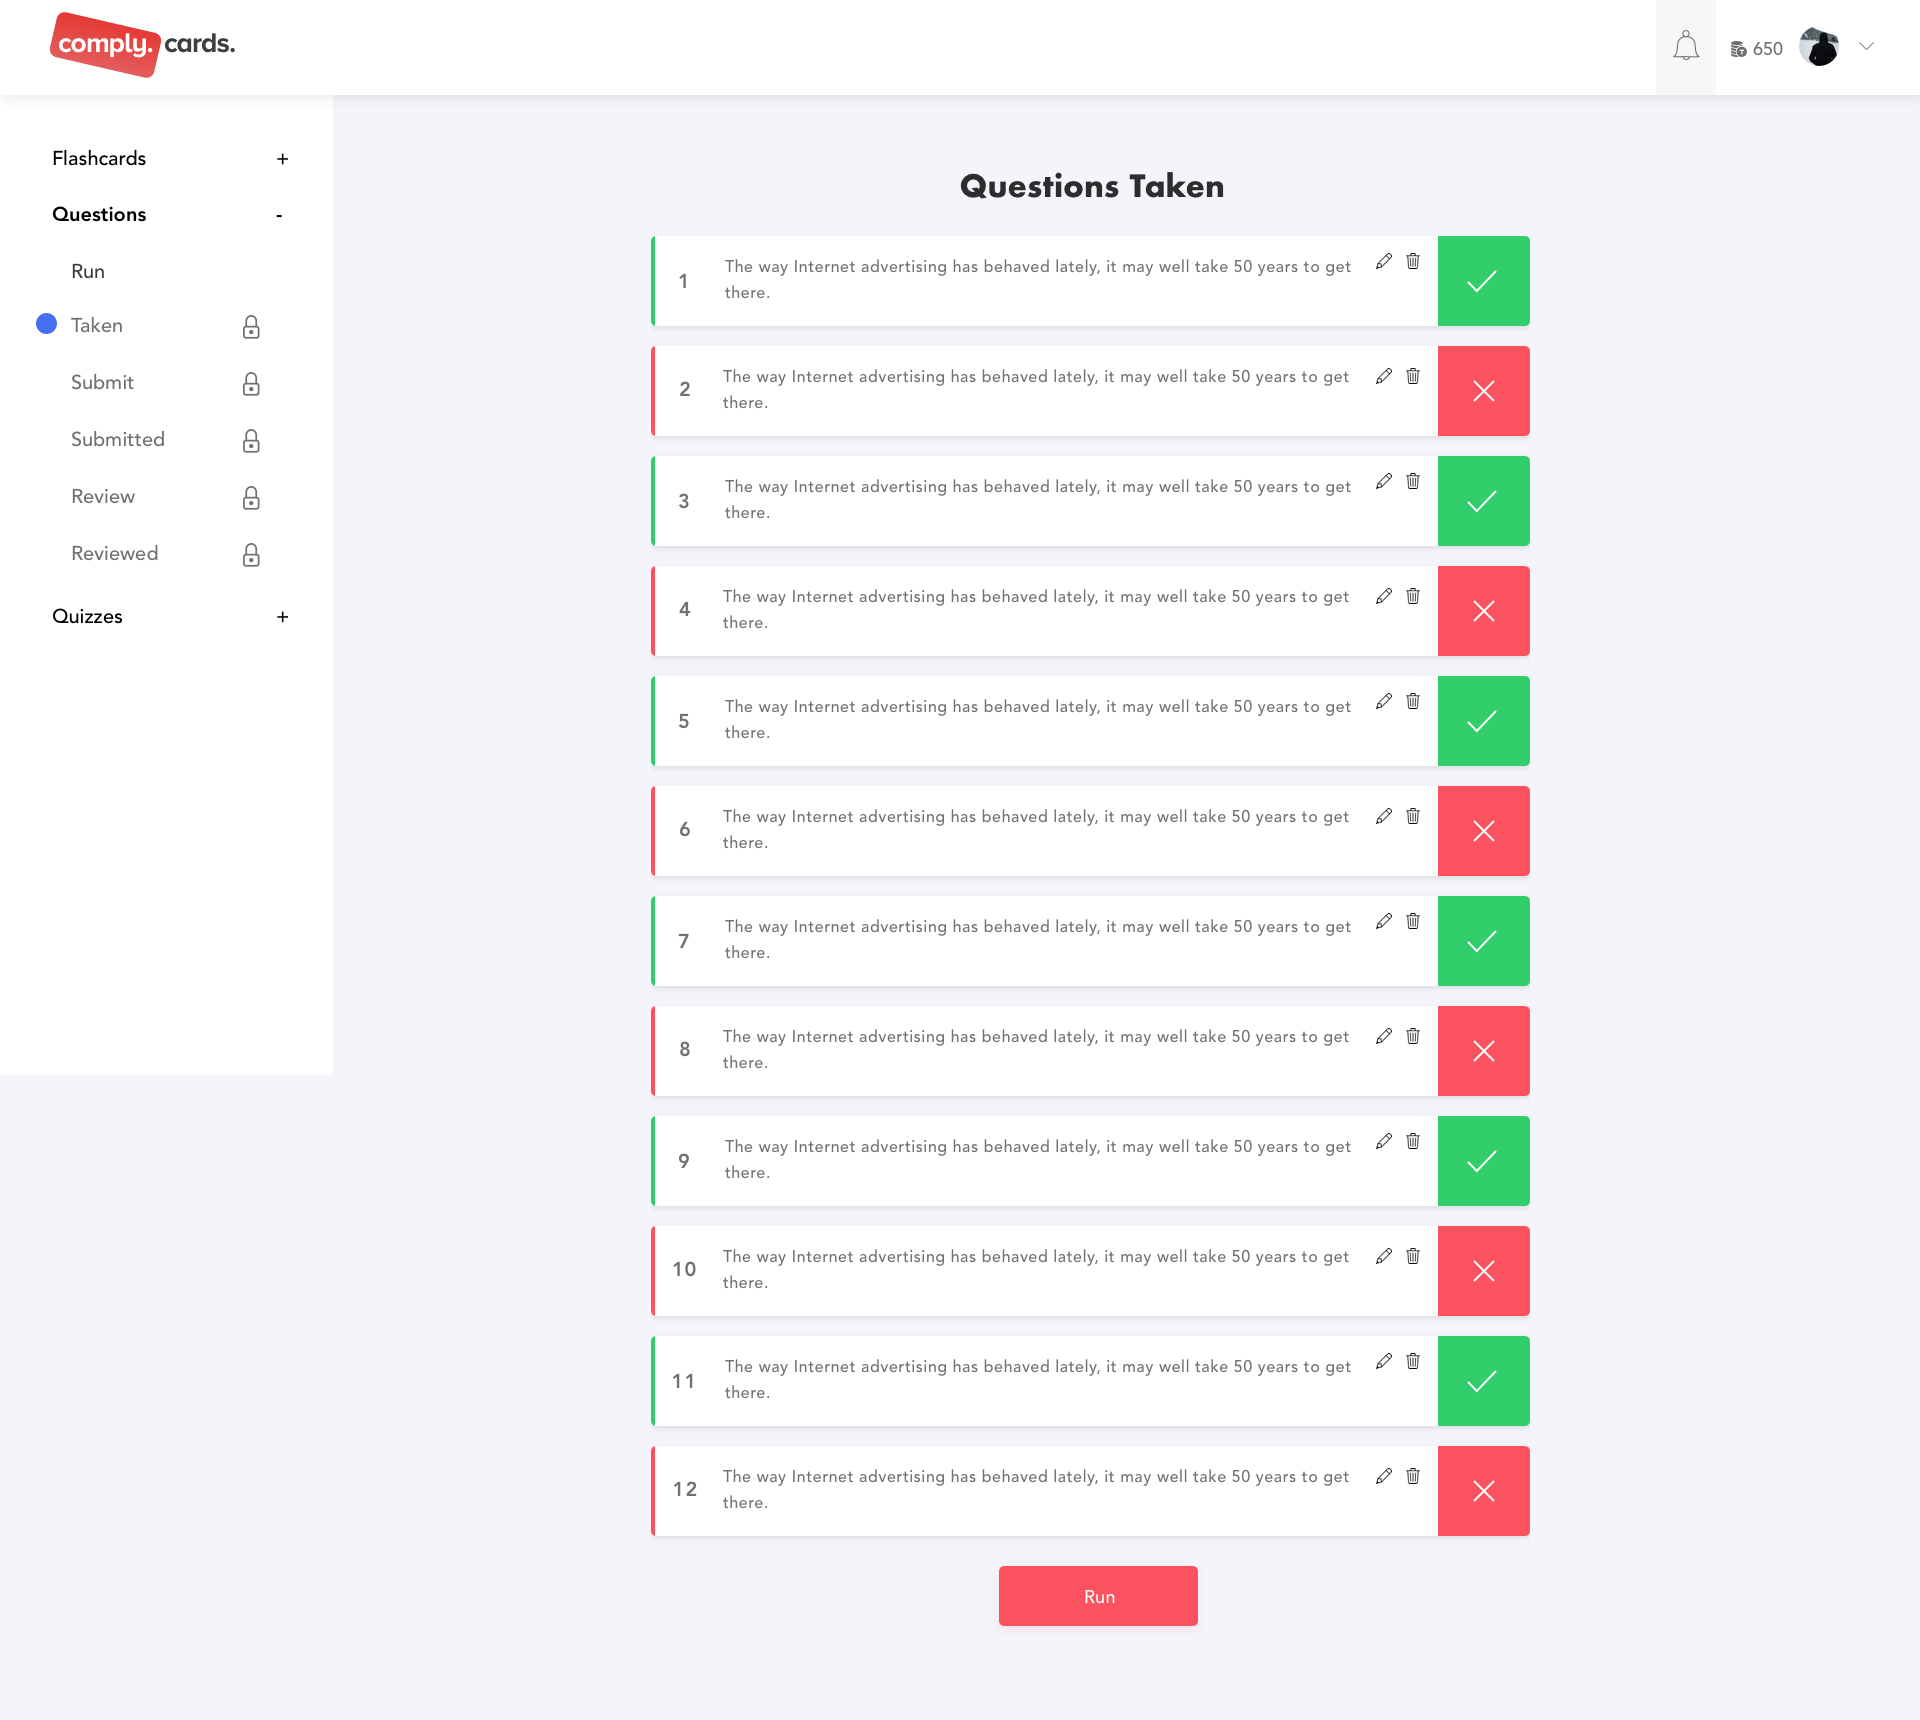 comply. cards.
650
Flashcards +
Questions -
Run
Taken
Submit
Submitted
Review
Reviewed
Quizzes +
Questions Taken
1
The way Internet advertising has behaved lately, it may well take 50 years to get
there.
2
The way Internet advertising has behaved lately, it may well take 50 years to get
there.
3
The way Internet advertising has behaved lately, it may well take 50 years to get
there.
4
The way Internet advertising has behaved lately, it may well take 50 years to get
there.
5
The way Internet advertising has behaved lately, it may well take 50 years to get
there.
6
The way Internet advertising has behaved lately, it may well take 50 years to get
there.
7
The way Internet advertising has behaved lately, it may well take 50 years to get
there.
8
The way Internet advertising has behaved lately, it may well take 50 years to get
there.
9
The way Internet advertising has behaved lately, it may well take 50 years to get
there.
10
The way Internet advertising has behaved lately, it may well take 50 years to get
there.
11
The way Internet advertising has behaved lately, it may well take 50 years to get
there.
12
The way Internet advertising has behaved lately, it may well take 50 years to get
there.
Run